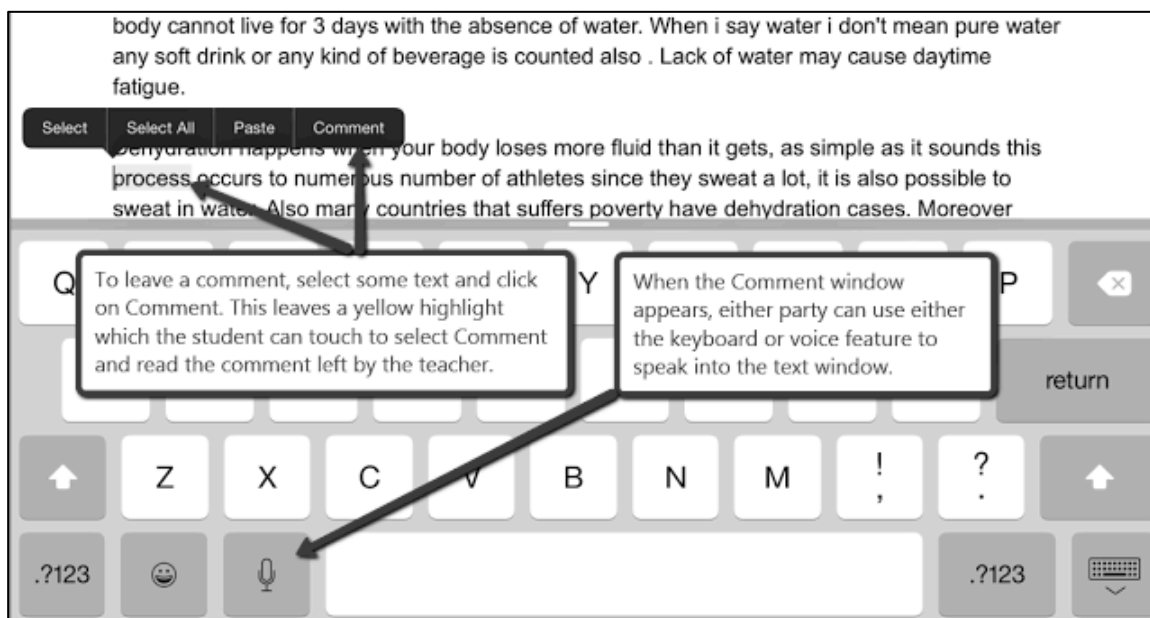 body cannot live for 3 days with the absence of water. When i say water i don't mean pure water
any soft drink or any kind of beverage is counted also . Lack of water may cause daytime
fatigue.
Select Select All Paste Comment
Dehydration happens when your body loses more fluid than it gets, as simple as it sounds this
process occurs to numerous number of athletes since they sweat a lot, it is also possible to
sweat in water. Also many countries that suffers poverty have dehydration cases. Moreover
Q Y P
To leave a comment, select some text and click
on Comment. This leaves a yellow highlight
which the student can touch to select Comment
and read the comment left by the teacher.
When the Comment window
appears, either party can use either
the keyboard or voice feature to
speak into the text window.
return
Z X C V B N M ! , ? .
.?123 .?123